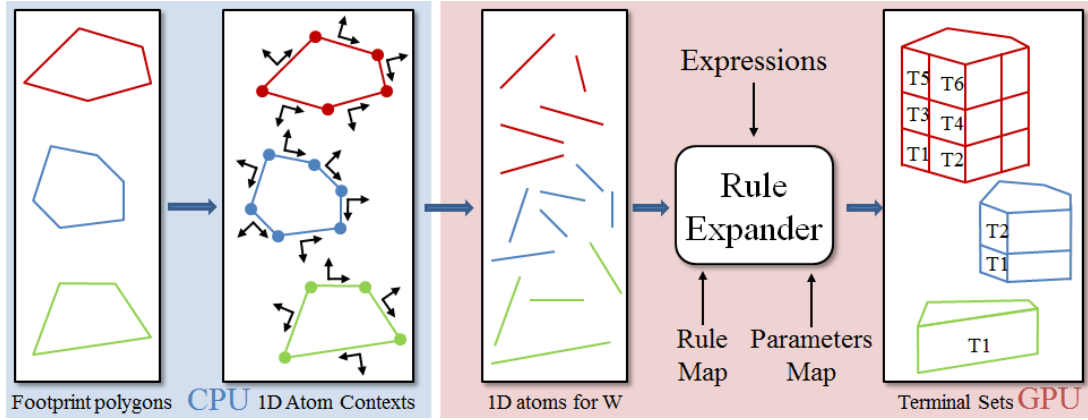 Expressions
Rule
Expander
Rule
Map
Parameters
Map
T5
T6
T3
T4
T1
T2
T2
T1
T1
Footprint polygons
CPU
1D Atom Contexts
1D atoms for W
Terminal Sets
GPU